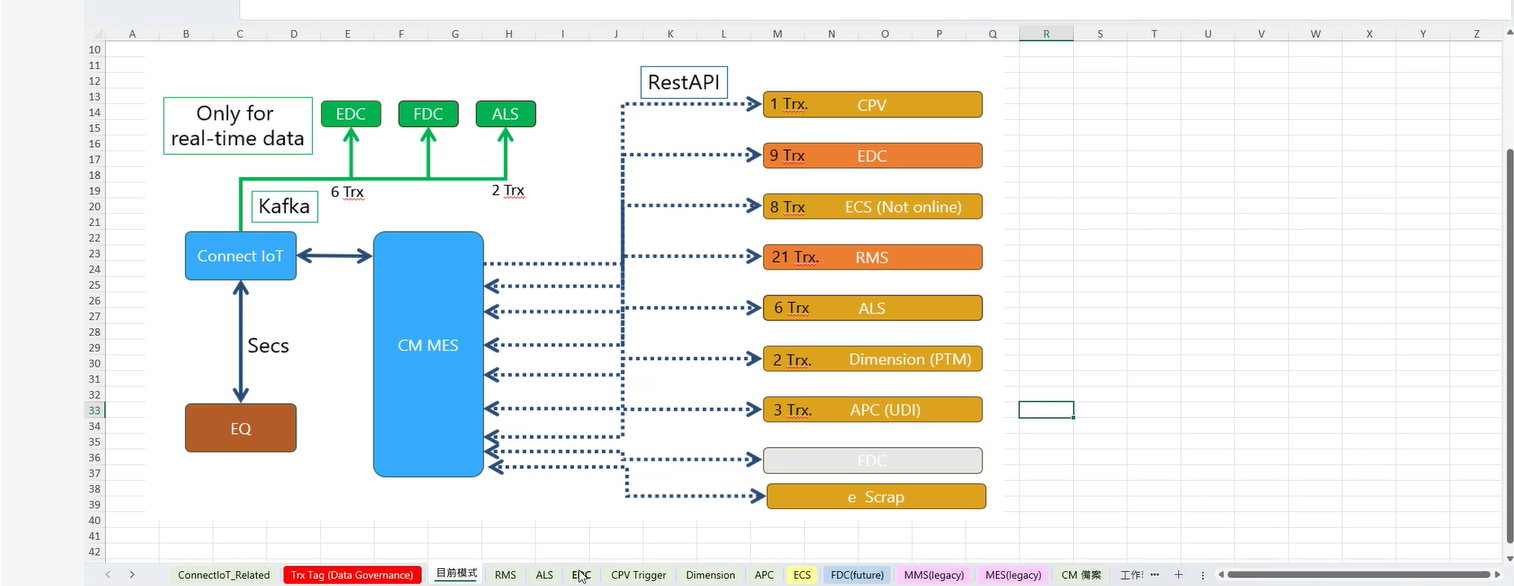 A B C D E F G H I J K L M N O P Q R S T U V W X Y Z
10
11
12
13
14
15
16
17
18
19
20
21
22
23
24
25
26
27
28
29
30
31
32
33
34
35
36
37
38
39
40
41
42
Only for
real-time data
EDC
FDC
ALS
6 Trx
2 Trx
Kafka
Connect IoT
Secs
EQ
CM MES
RestAPI
1 Trx. CPV
9 Trx EDC
8 Trx ECS (Not online)
21 Trx. RMS
6 Trx ALS
2 Trx. Dimension (PTM)
3 Trx. APC (UDI)
FDC
e Scrap
ConnectIoT_Related Trx Tag (Data Governance) 目前模式 RMS ALS EDC CPV Trigger Dimension APC ECS FDC(future) MMS(legacy) MES(legacy) CM 備案 工作 ...